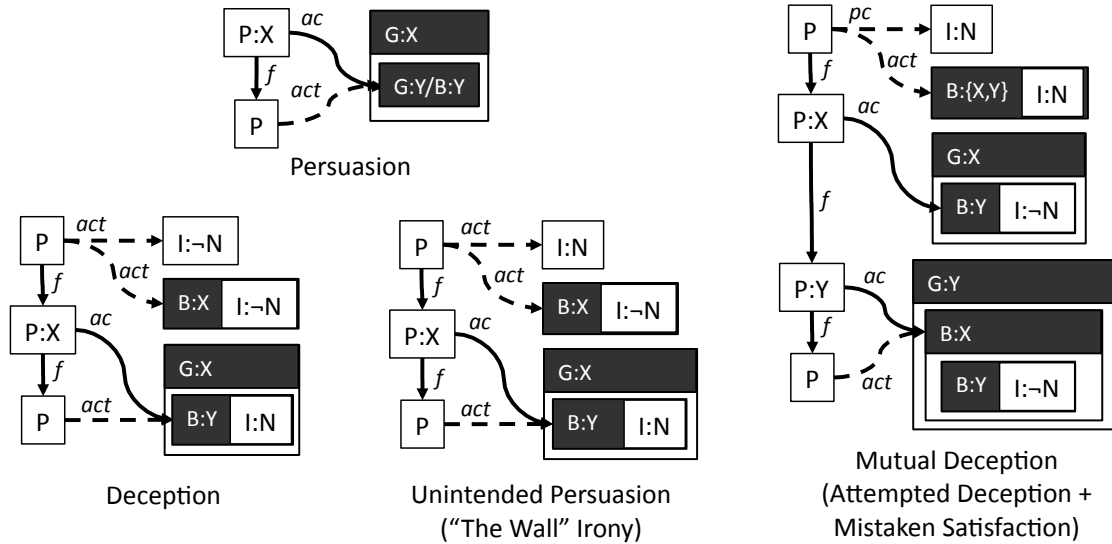 ac
P:X
G:X
f
act
G:Y/B:Y
P
Persuasion
P
act
I:¬N
act
f
B:X I:¬N
P:X
ac
G:X
f
act
P
B:Y I:N
Deception
P
act
I:N
act
f
B:X I:¬N
P:X
ac
G:X
f
act
P
B:Y I:N
Unintended Persuasion
(“The Wall” Irony)
P
pc
I:N
act
f
B:{X,Y} I:N
P:X
ac
G:X
B:Y I:¬N
f
P:Y
ac
G:Y
f
B:X
P
act
B:Y I:¬N
Mutual Deception
(Attempted Deception +
Mistaken Satisfaction)